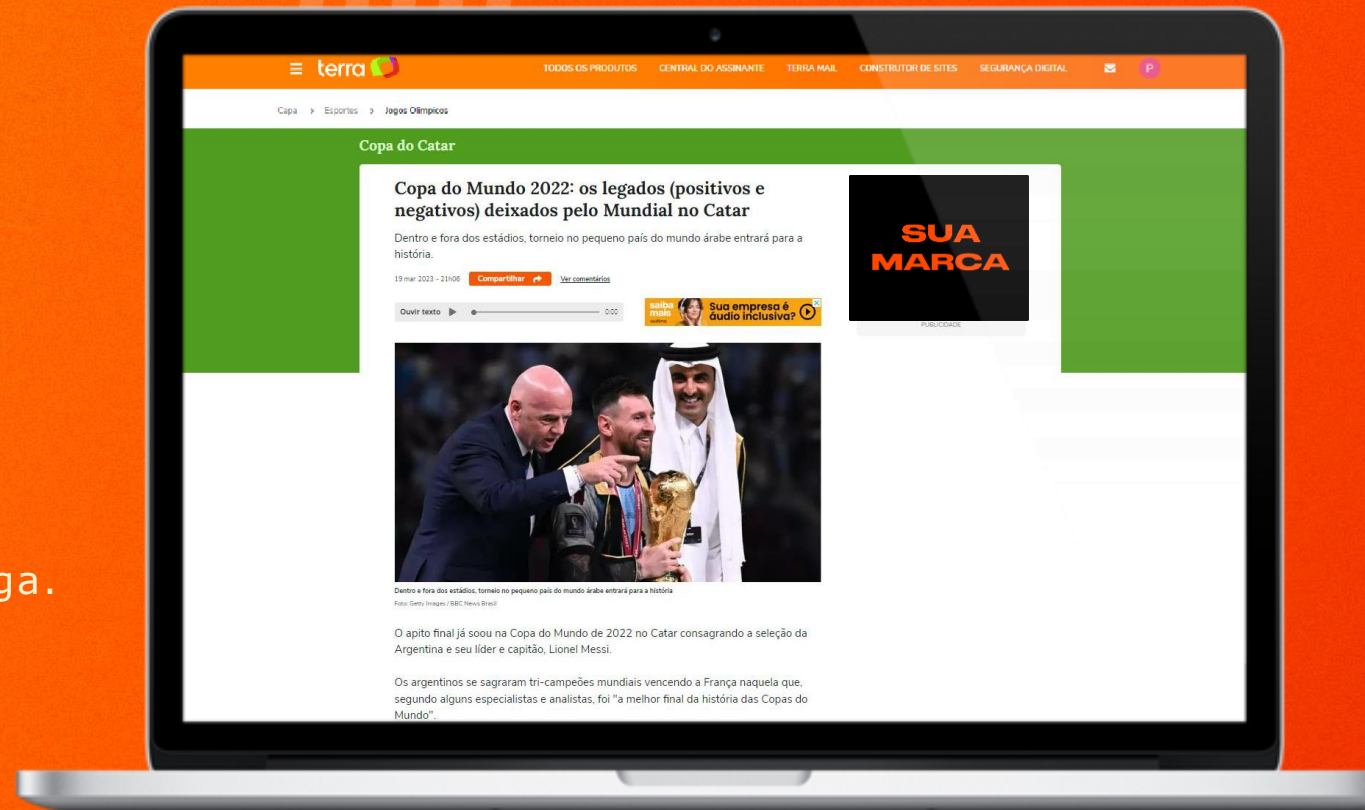 terra
TODOS OS PRODUTOS CENTRAL DO ASSINANTE TERRA MAIL CONSTRUTOR DE SITES SEGURANÇA DIGITAL P
Capa > Esportes > Jogos Olímpicos
Copa do Catar
Copa do Mundo 2022: os legados (positivos e
negativos) deixados pelo Mundial no Catar
Dentro e fora dos estádios, torneio no pequeno país do mundo árabe entrará para a
história.
19 mar 2023 - 21h06 Compartilhar Ver comentários
Ouvir texto 0:00
saiba
mais
Sua empresa é
áudio inclusiva?
SUA
MARCA
PUBLICIDADE
Dentro e fora dos estádios, torneio no pequeno país do mundo árabe entrará para a história
Foto: Getty Images / BBC News Brasil
O apito final já soou na Copa do Mundo de 2022 no Catar consagrando a seleção da
Argentina e seu líder e capitão, Lionel Messi.
Os argentinos se sagraram tri-campeões mundiais vencendo a França naquela que,
segundo alguns especialistas e analistas, foi "a melhor final da história das Copas do
Mundo".
ga.